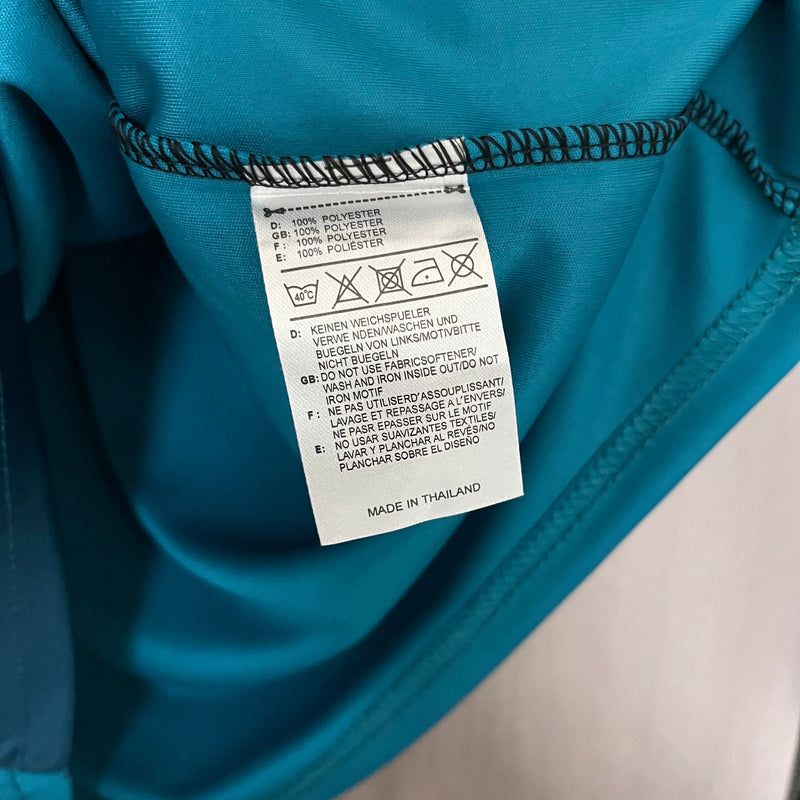 D: 100% POLYESTER
GB: 100% POLYESTER
F: 100% POLYESTER
E: 100% POLIÉSTER
40°C
D: KEINEN WEICHSPUELER
VERWE NDEN/WASCHEN UND
BUEGELN VON LINKS/MOTIVBITTE
NICHT BUEGELN
GB: DO NOT USE FABRICSOFTENER/
WASH AND IRON INSIDE OUT/DO NOT
IRON MOTIF
F: NE PAS UTILISERD'ASSOUPLISSANT/
LAVAGE ET REPASSAGE A L'ENVERS/
NE PASR EPASSER SUR LE MOTIF
E: NO USAR SUAVIZANTES TEXTILES/
LAVAR Y PLANCHAR AL REVÉS/NO
PLANCHAR SOBRE EL DISEÑO
MADE IN THAILAND